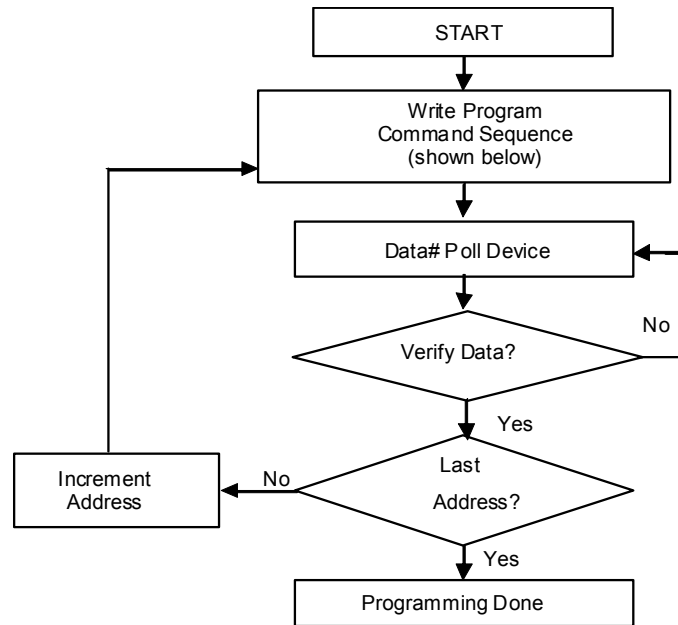 START
Write Program
Command Sequence
(shown below)
Data# Poll Device
Verify Data?
No
Yes
Last
Address?
No
Increment
Address
Yes
Programming Done